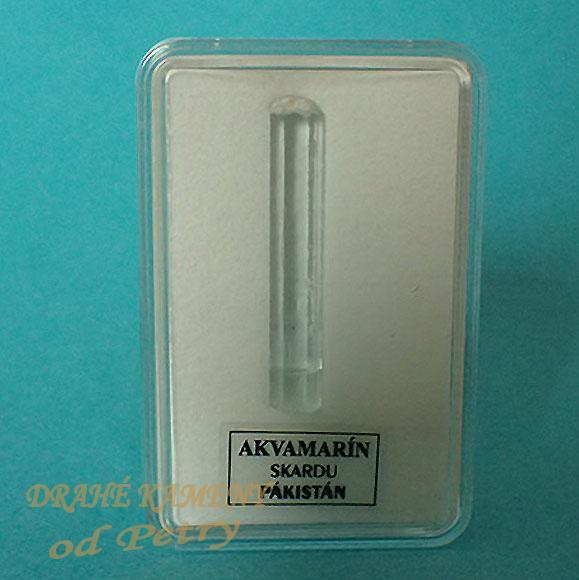 AKVAMARÍN
SKARDU
PÁKISTÁN
DRAHÉ KAMENY
od Petry